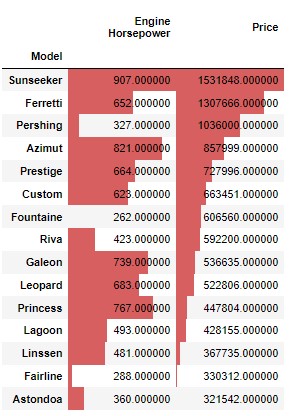 Engine
Horsepower Price
Model
Sunseeker 907.000000 1531848.000000
Ferretti 652.000000 1307666.000000
Pershing 327.000000 1036000.000000
Azimut 821.000000 857999.000000
Prestige 664.000000 727996.000000
Custom 623.000000 663451.000000
Fountaine 262.000000 606560.000000
Riva 423.000000 592200.000000
Galeon 739.000000 536635.000000
Leopard 683.000000 522806.000000
Princess 767.000000 447804.000000
Lagoon 493.000000 428155.000000
Linssen 481.000000 367735.000000
Fairline 288.000000 330312.000000
Astondoa 360.000000 321542.000000